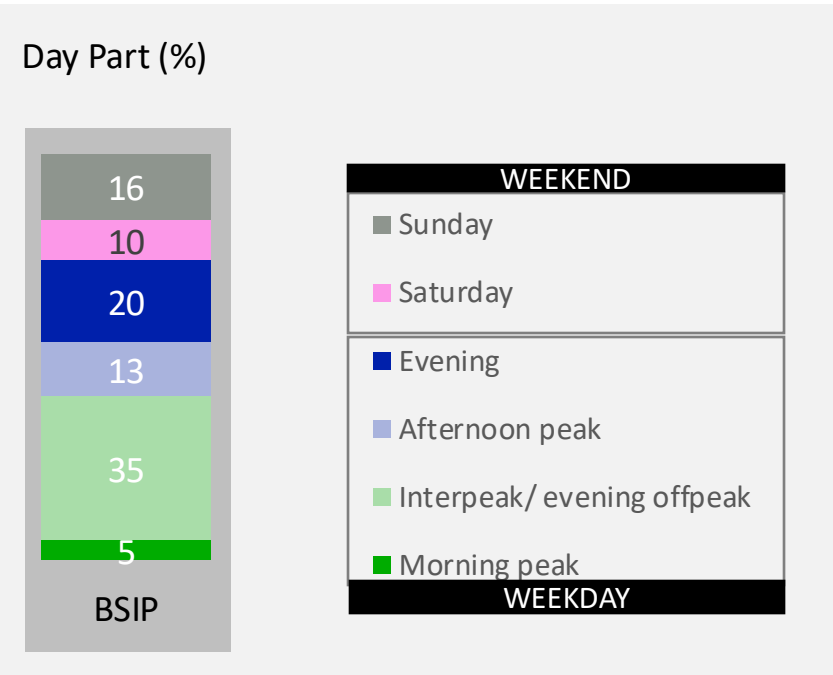 Day Part (%)
16
10
20
13
35
5
BSIP
WEEKEND
Sunday
Saturday
Evening
Afternoon peak
Interpeak/ evening offpeak
Morning peak
WEEKDAY